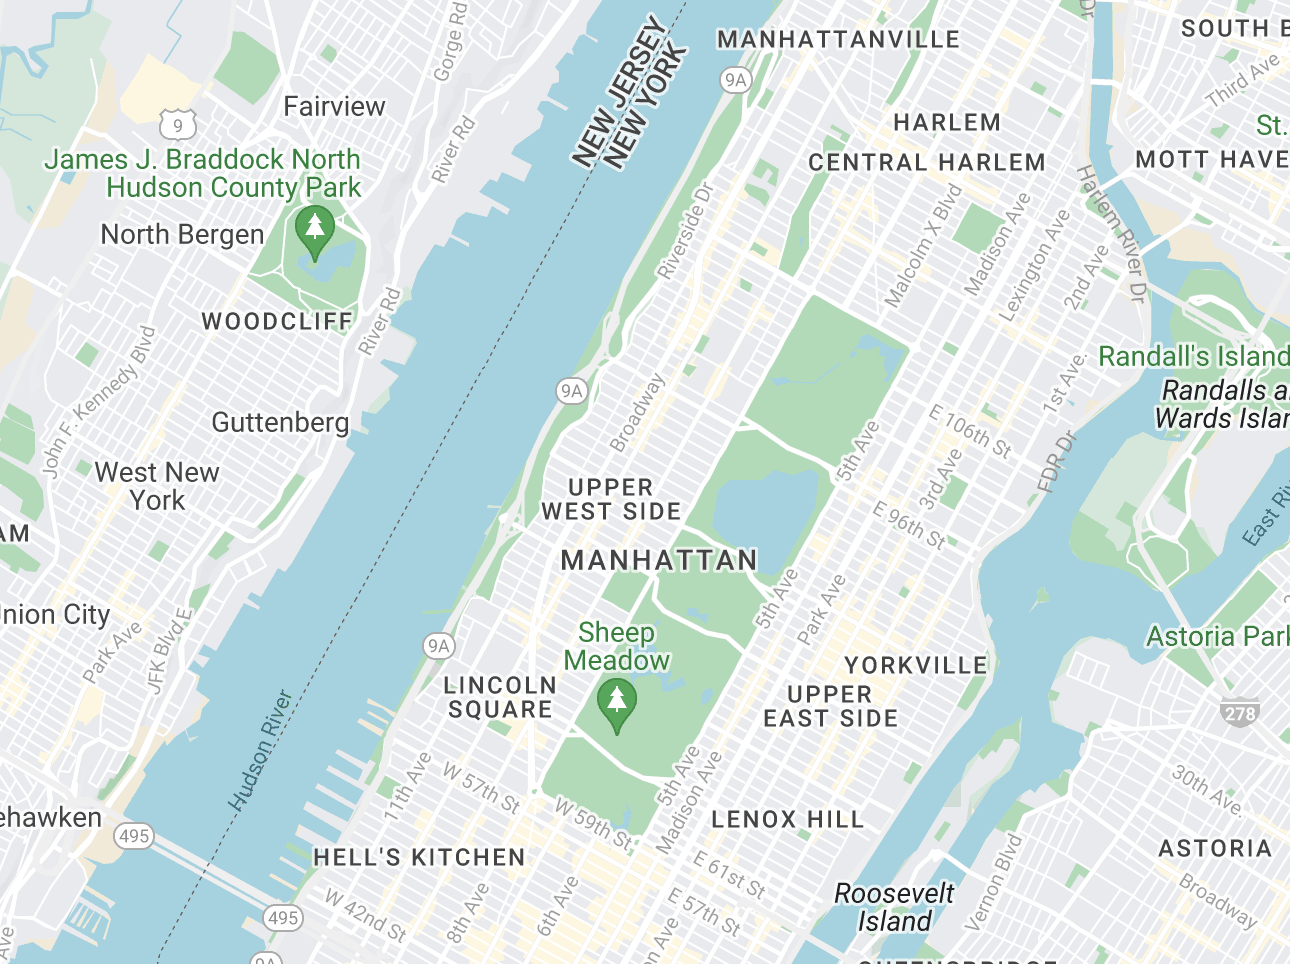 MANHATTANVILLE
SOUTH B
9A
Gorge Rd
NEW JERSEY
NEW YORK
Dr
Third Ave
Fairview
9
HARLEM
St.
James J. Braddock North
Hudson County Park
River Rd
CENTRAL HARLEM
MOTT HAVE
North Bergen
Riverside Dr
Malcolm X Blvd
Madison Ave
Lexington Ave
2nd Ave
Harlem River Dr
WOODCLIFF
River Rd
Randall's Island
Randalls a
Wards Islan
John F. Kennedy Blvd
9A
Broadway
1st Ave.
Guttenberg
5th Ave
E 106th St
FDR Dr
West New
York
3rd Ave
UPPER
WEST SIDE
E 96th St
East Riv
AM
MANHATTAN
5th Ave
Park Ave
nion City
Park Ave
JFK Blvd E
9A
Sheep
Meadow
Astoria Park
YORKVILLE
LINCOLN
SQUARE
UPPER
EAST SIDE
278
Hudson River
11th Ave
W 57th St
W 59th St
5th Ave
Madison Ave
30th Ave.
ehawken
495
LENOX HILL
HELL'S KITCHEN
ASTORIA
E 61st St
Vernon Blvd
Roosevelt
Island
Broadway
495
W 42nd St
8th Ave
6th Ave
E 57th St
on Ave
Ave
9A
QUEENSBRIDGE